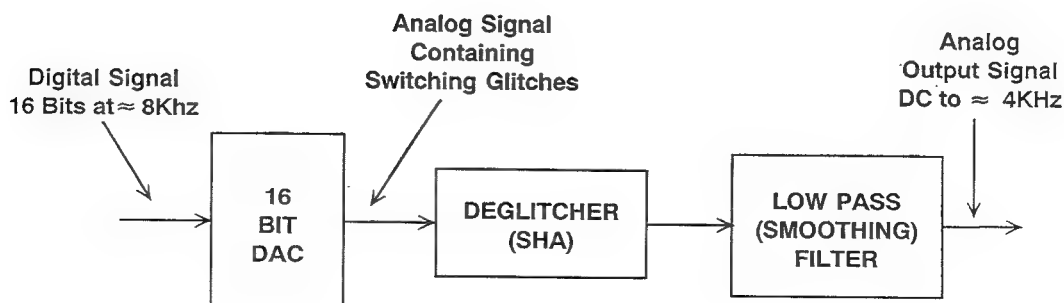 Digital Signal
16 Bits at ≈ 8Khz
Analog Signal
Containing
Switching Glitches
Analog
Output Signal
DC to ≈ 4KHz
16
BIT
DAC
DEGLITCHER
(SHA)
LOW PASS
(SMOOTHING)
FILTER